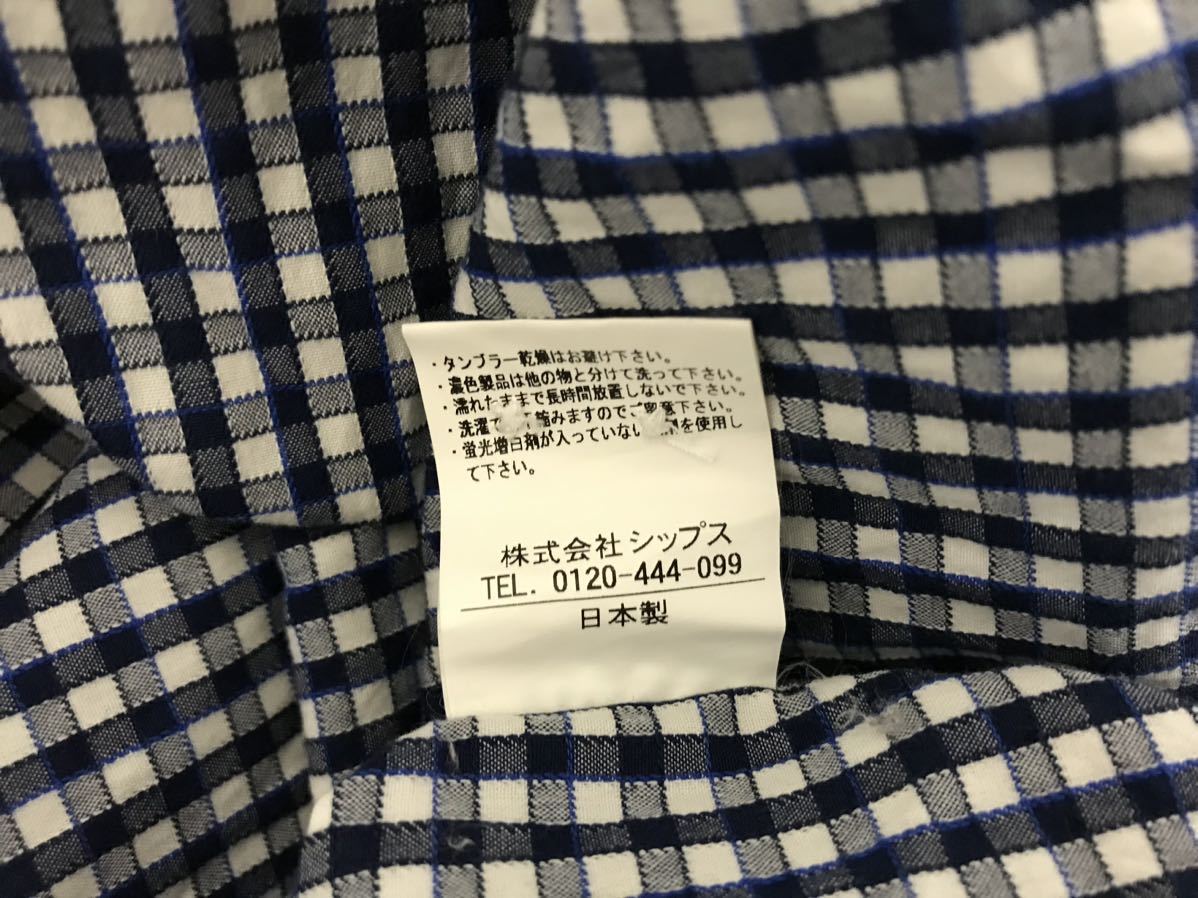 ・タンブラー乾燥はお避け下さい。
・濃色製品は他の物と分けて洗って下さい。
・濡れたままで長時間放置しないで下さい。
・洗濯で 縮みますのでご留意下さい。
・蛍光増白剤が入っていない 剤を使用し
て下さい。
株式会社シップス
TEL. 0120-444-099
日本製